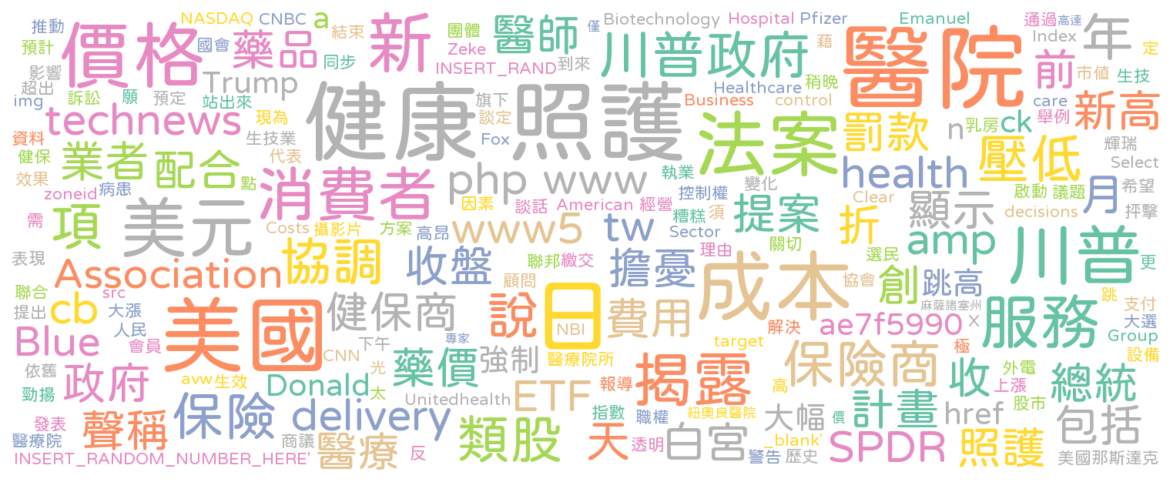 推動 NASDAQ CNBC a 結束 團體 僅 Biotechnology Hospital Pfizer Emanuel 通過 高達
預計 價格 國會 藥品 新 Zeke 同步 醫師 川普政府 藉 醫院 Index 年 定
影響 INSERT_RAND 到來 前 市值 生技
超出 Trump 健康照護 旗下 Healthcare 稍晚 新高
img 訴訟 願 預定 站出來 談定 Business control 法案 罰款 care 舉例
資料 technews 現為 生技業 Fox n 乳房 ck 壓低 輝瑞
健保 業者 配合 代表 執業 health Select
效果 病患 點 消費者 php www 變化 顯示 啟動 議題 月 希望
zoneid 因素 談話 American 經營 控制權 糟糕 須 提案 Clear 折 decisions 抨擊
需 項 美元 Costs 攝影片 方案 高昂 www5 tw Sector 理由 關切 選民 amp 川普 更
表現 Association 協調 收盤 顧問 聯邦 繳交 擔憂 成本 協會 創 跳高
聯合 src 大漲 美國 健保商 說 日 費用 麻薩諸塞州 服務 跳 支付
提出 cb 人民 NBI 解決 ae7f5990 x 大選
Blue 會員 CNN 下午 專家 醫療院所 target 極 Group
依舊 政府 avw 生效 光 藥價 強制 揭露 保險商 收 外電 總統 設備
勁揚 Donald 太 Unitedhealth ETF 報導 高 上漲
發表 聲稱 保險 delivery 類股 指數 職權 紐奧良醫院 大幅 價 計畫 href 股市 包括
醫療院 商議 反 天 透明 白宮 _blank' SPDR 照護
INSERT_RANDOM_NUMBER_HERE' 醫療 警告 歷史 美國那斯達克